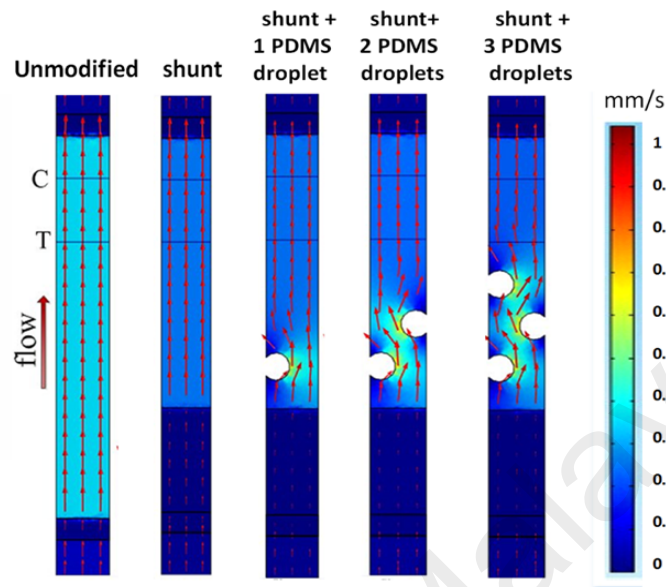 Unmodified
shunt
shunt +
1 PDMS
droplet
shunt+
2 PDMS
droplets
shunt +
3 PDMS
droplets
mm/s
C
T
flow
1
0.
0.
0.
0.
0.
0.
0.
0.
0.
0